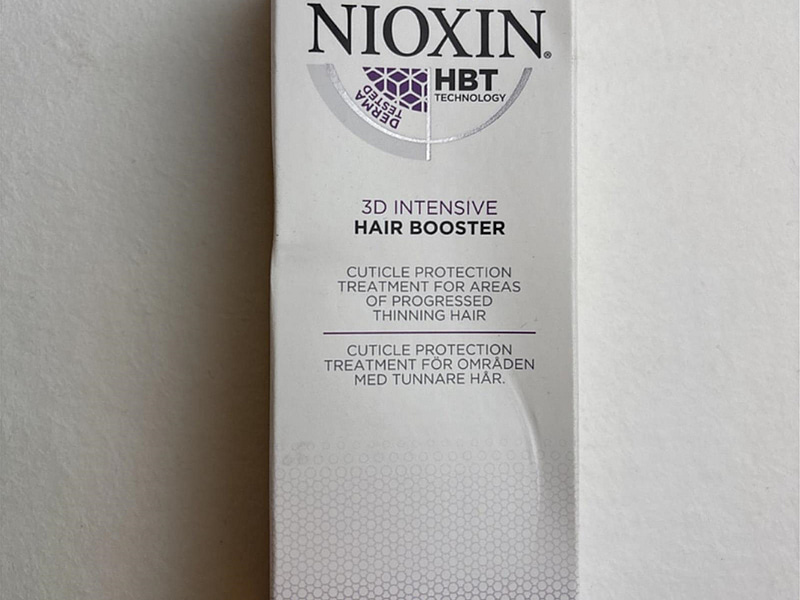 NIOXIN®
HBT
TECHNOLOGY
DERMA
TESTED
3D INTENSIVE
HAIR BOOSTER
CUTICLE PROTECTION
TREATMENT FOR AREAS
OF PROGRESSED
THINNING HAIR
CUTICLE PROTECTION
TREATMENT FÖR OMRÅDEN
MED TUNNARE HÅR.